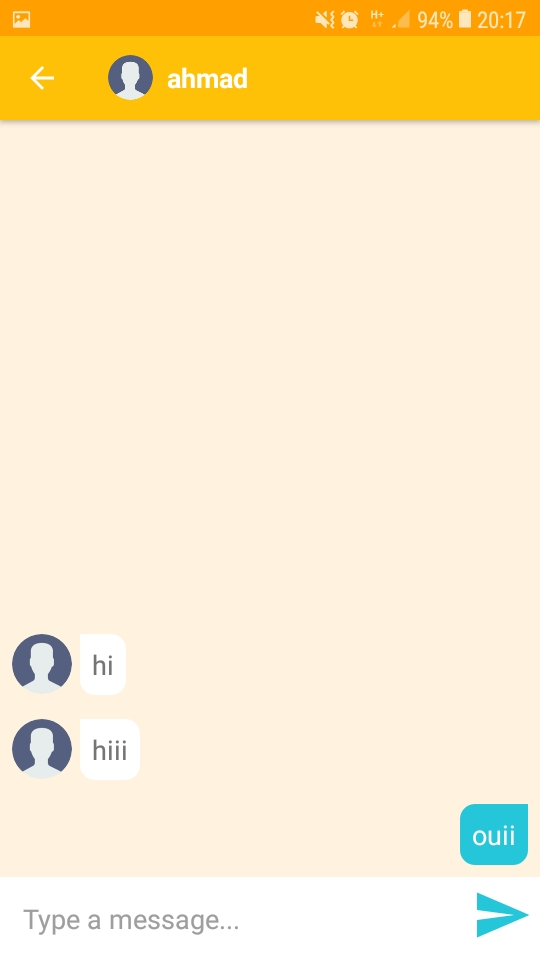 H+ 94% 20:17
ahmad
hi
hiii
ouii
Type a message...